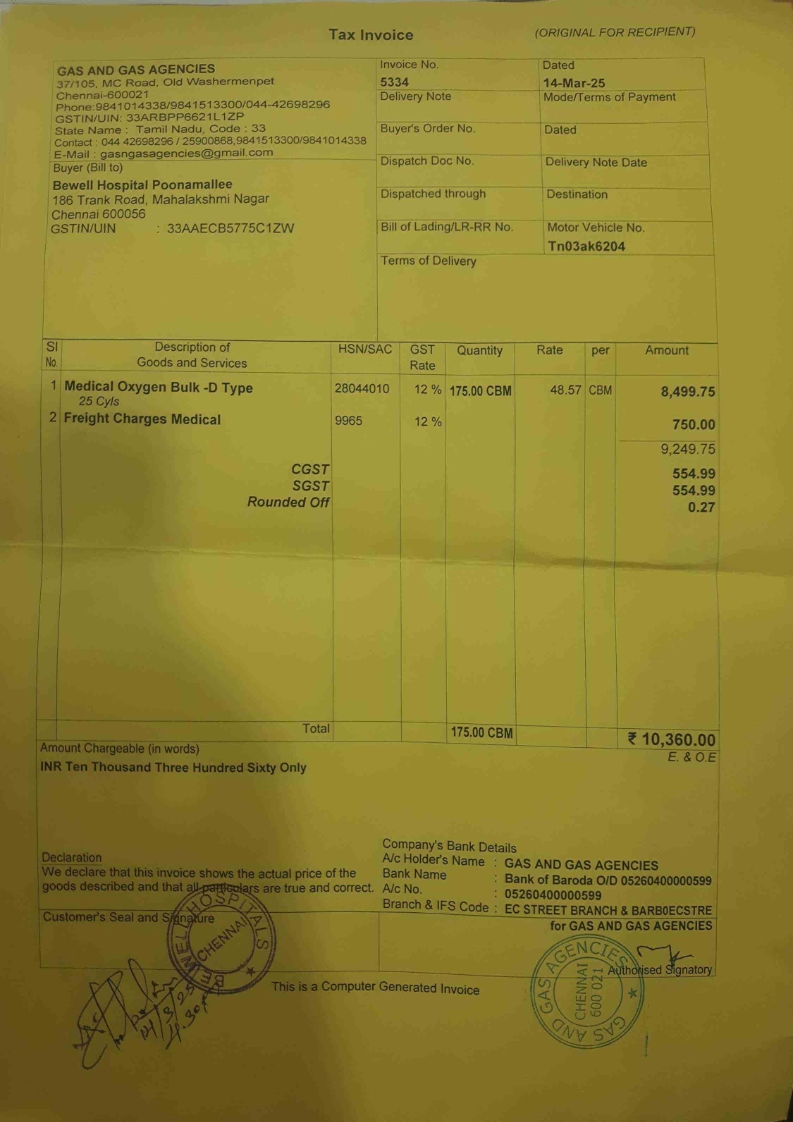 Tax Invoice
(ORIGINAL FOR RECIPIENT)
GAS AND GAS AGENCIES
37/105, MC Road, Old Washermenpet
Chennai-600021
Phone:9841014338/9841513300/044-42698296
GSTIN/UIN: 33ARBPP6621L1ZP
State Name : Tamil Nadu, Code : 33
Contact : 044 42698296 / 25900868,9841513300/9841014338
E-Mail : gasngasagencies@gmail.com
Invoice No.
5334
Dated
14-Mar-25
Delivery Note
Mode/Terms of Payment
Buyer's Order No.
Dated
Dispatch Doc No.
Delivery Note Date
Dispatched through
Destination
Bill of Lading/LR-RR No.
Motor Vehicle No.
Tn03ak6204
Terms of Delivery
Buyer (Bill to)
Bewell Hospital Poonamallee
186 Trank Road, Mahalakshmi Nagar
Chennai 600056
GSTIN/UIN : 33AAECB5775C1ZW
Sl No. Description of Goods and Services HSN/SAC GST Rate Quantity Rate per Amount
1 Medical Oxygen Bulk -D Type 28044010 12 % 175.00 CBM 48.57 CBM 8,499.75
25 Cyls
2 Freight Charges Medical 9965 12 % 750.00
9,249.75
CGST 554.99
SGST 554.99
Rounded Off 0.27
Total 175.00 CBM ₹ 10,360.00
Amount Chargeable (in words) E. & O.E
INR Ten Thousand Three Hundred Sixty Only
Declaration
We declare that this invoice shows the actual price of the
goods described and that all particulars are true and correct.
Company's Bank Details
A/c Holder's Name : GAS AND GAS AGENCIES
Bank Name : Bank of Baroda O/D 05260400000599
A/c No. : 05260400000599
Branch & IFS Code : EC STREET BRANCH & BARB0ECSTRE
Customer's Seal and Signature
for GAS AND GAS AGENCIES
Authorised Signatory
BEWELL HOSPITALS
CHENNAI
GAS AND GAS AGENCIES
CHENNAI
600 021
14/3/25
4.30
This is a Computer Generated Invoice